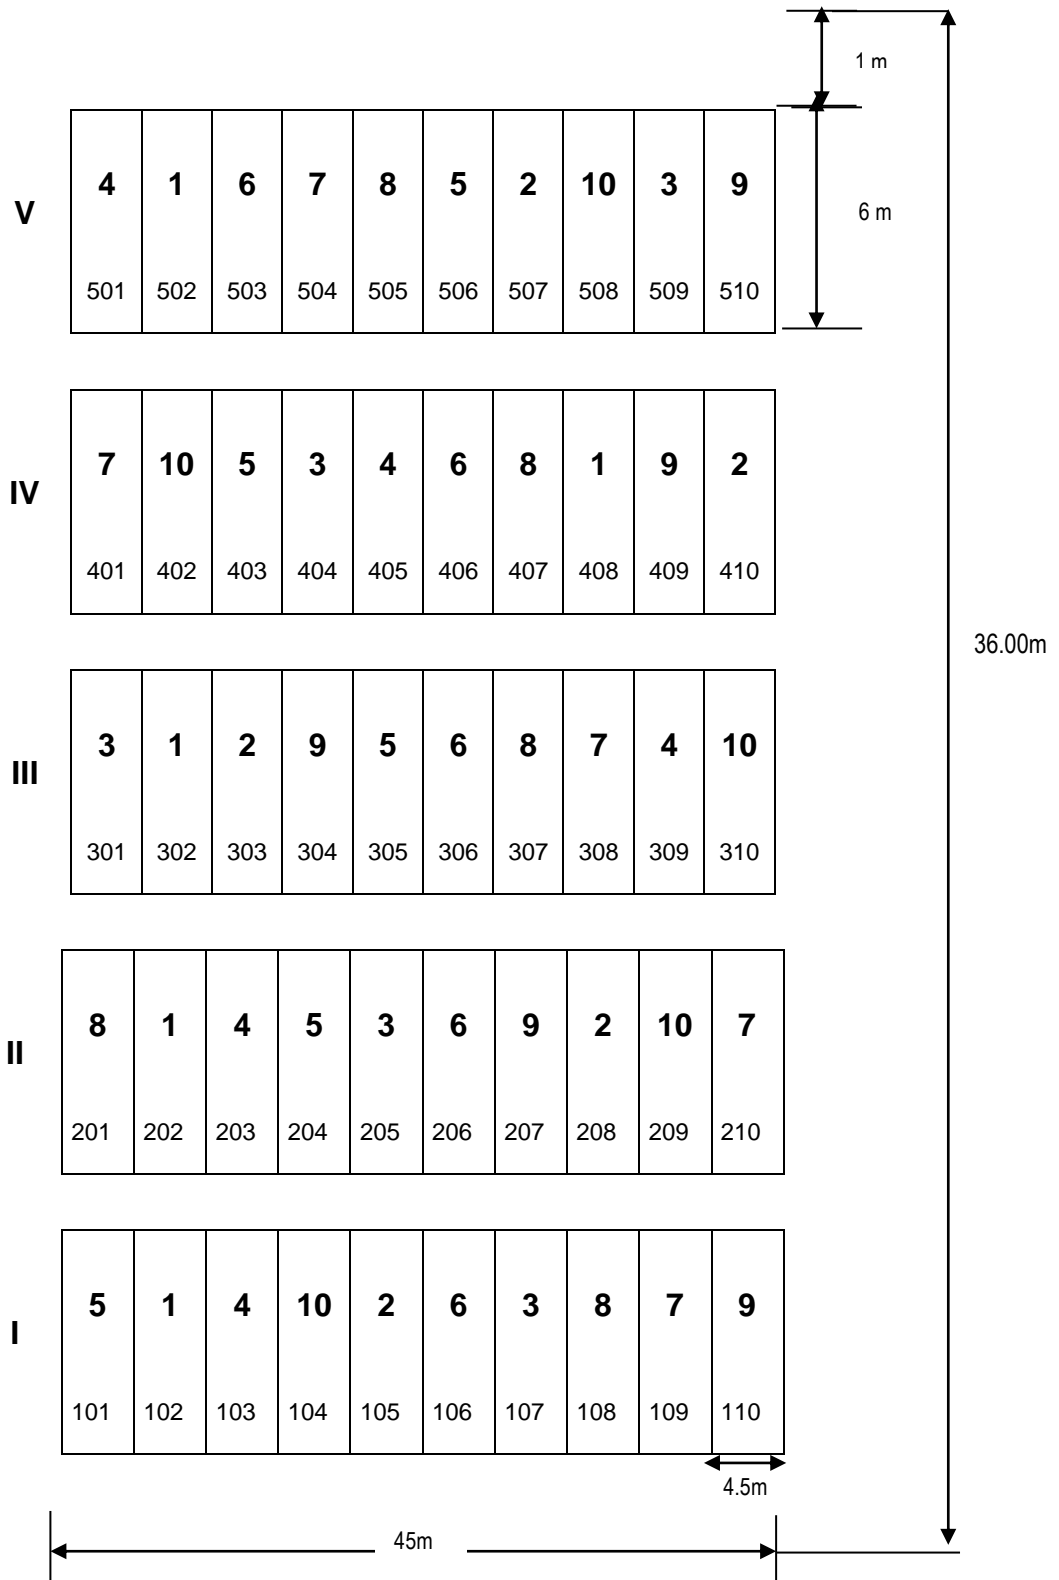 1 m
4 1 6 7 8 5 2 10 3 9
V
6 m
501 502 503 504 505 506 507 508 509 510
7 10 5 3 4 6 8 1 9 2
IV
401 402 403 404 405 406 407 408 409 410
36.00m
3 1 2 9 5 6 8 7 4 10
III
301 302 303 304 305 306 307 308 309 310
8 1 4 5 3 6 9 2 10 7
II
201 202 203 204 205 206 207 208 209 210
5 1 4 10 2 6 3 8 7 9
I
101 102 103 104 105 106 107 108 109 110
4.5m
45m